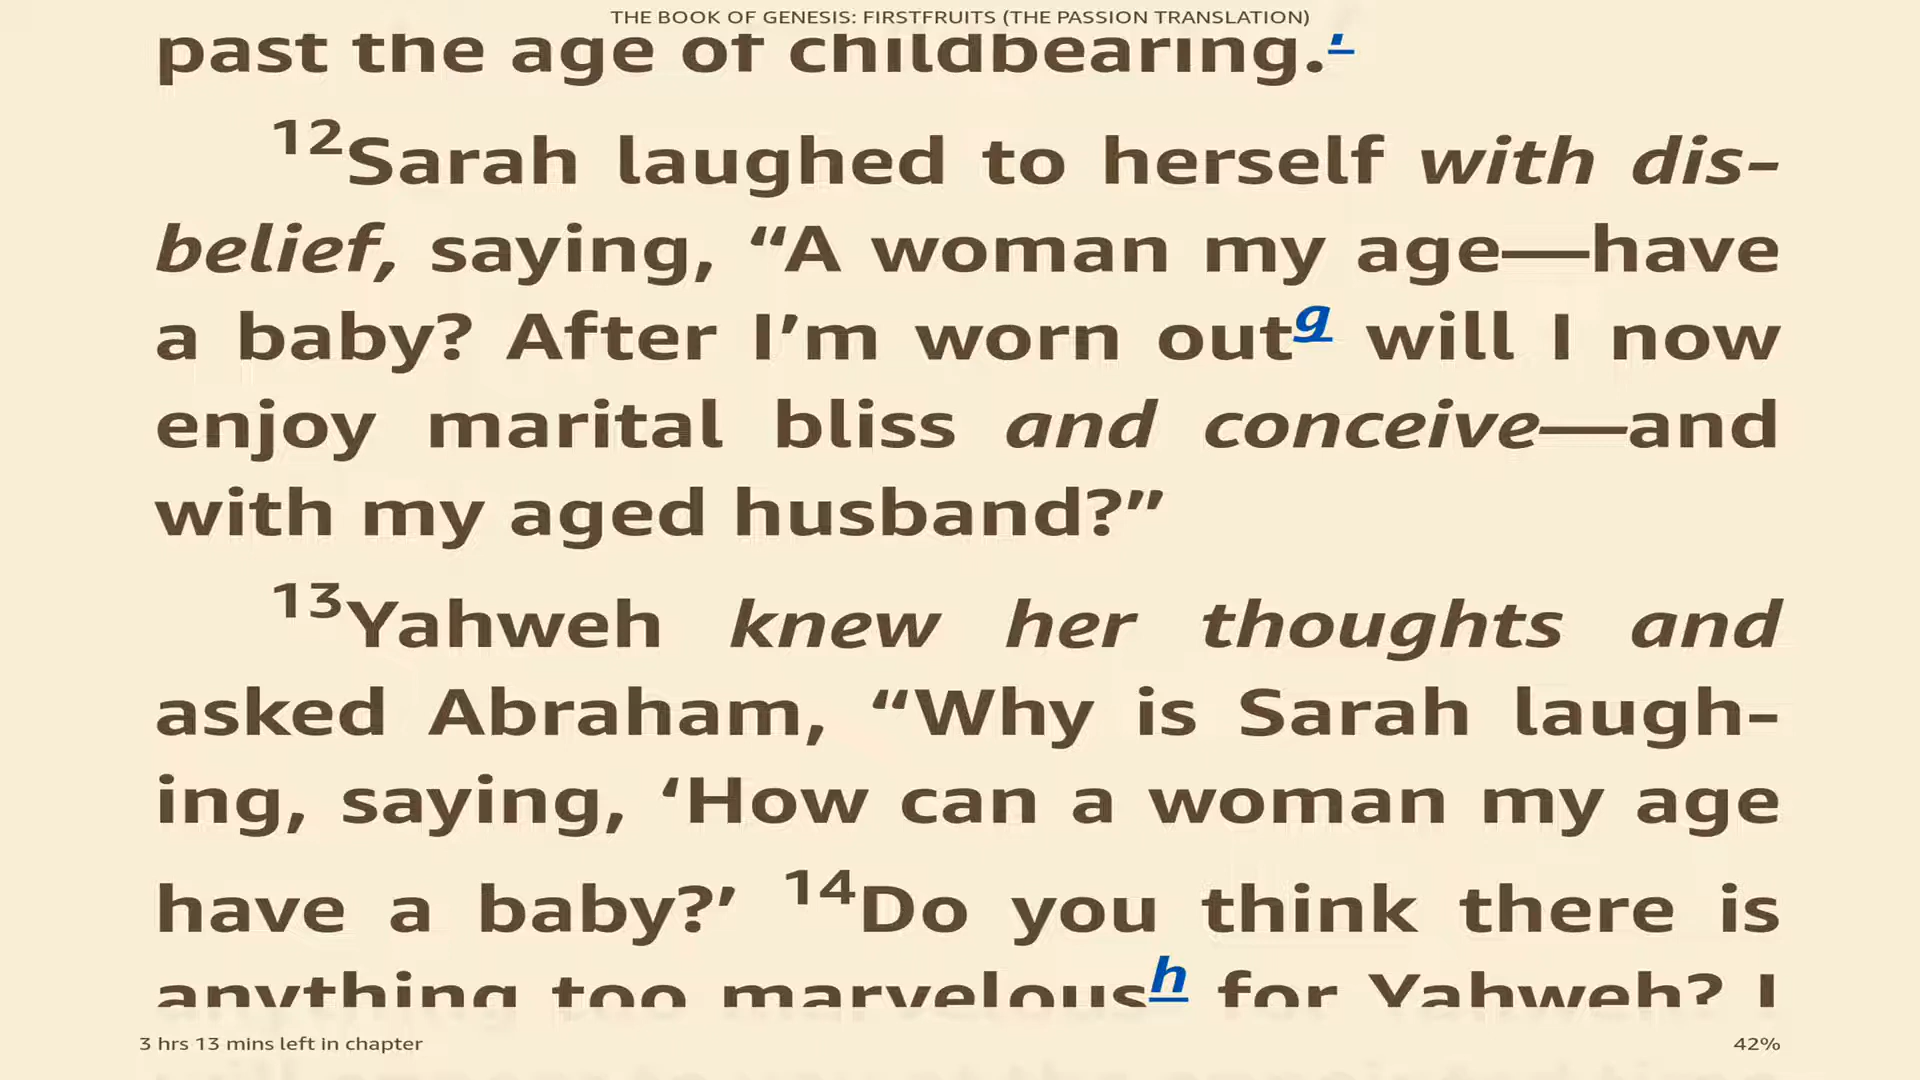 THE BOOK OF GENESIS: FIRSTFRUITS (THE PASSION TRANSLATION)
past the age of childbearing.
12Sarah laughed to herself with dis-
belief, saying, “A woman my age—have
a baby? After I’m worn outg will I now
enjoy marital bliss and conceive—and
with my aged husband?”
13Yahweh knew her thoughts and
asked Abraham, “Why is Sarah laugh-
ing, saying, ‘How can a woman my age
have a baby?’ 14Do you think there is
anything too marveloush for Yahweh? I
3 hrs 13 mins left in chapter
42%